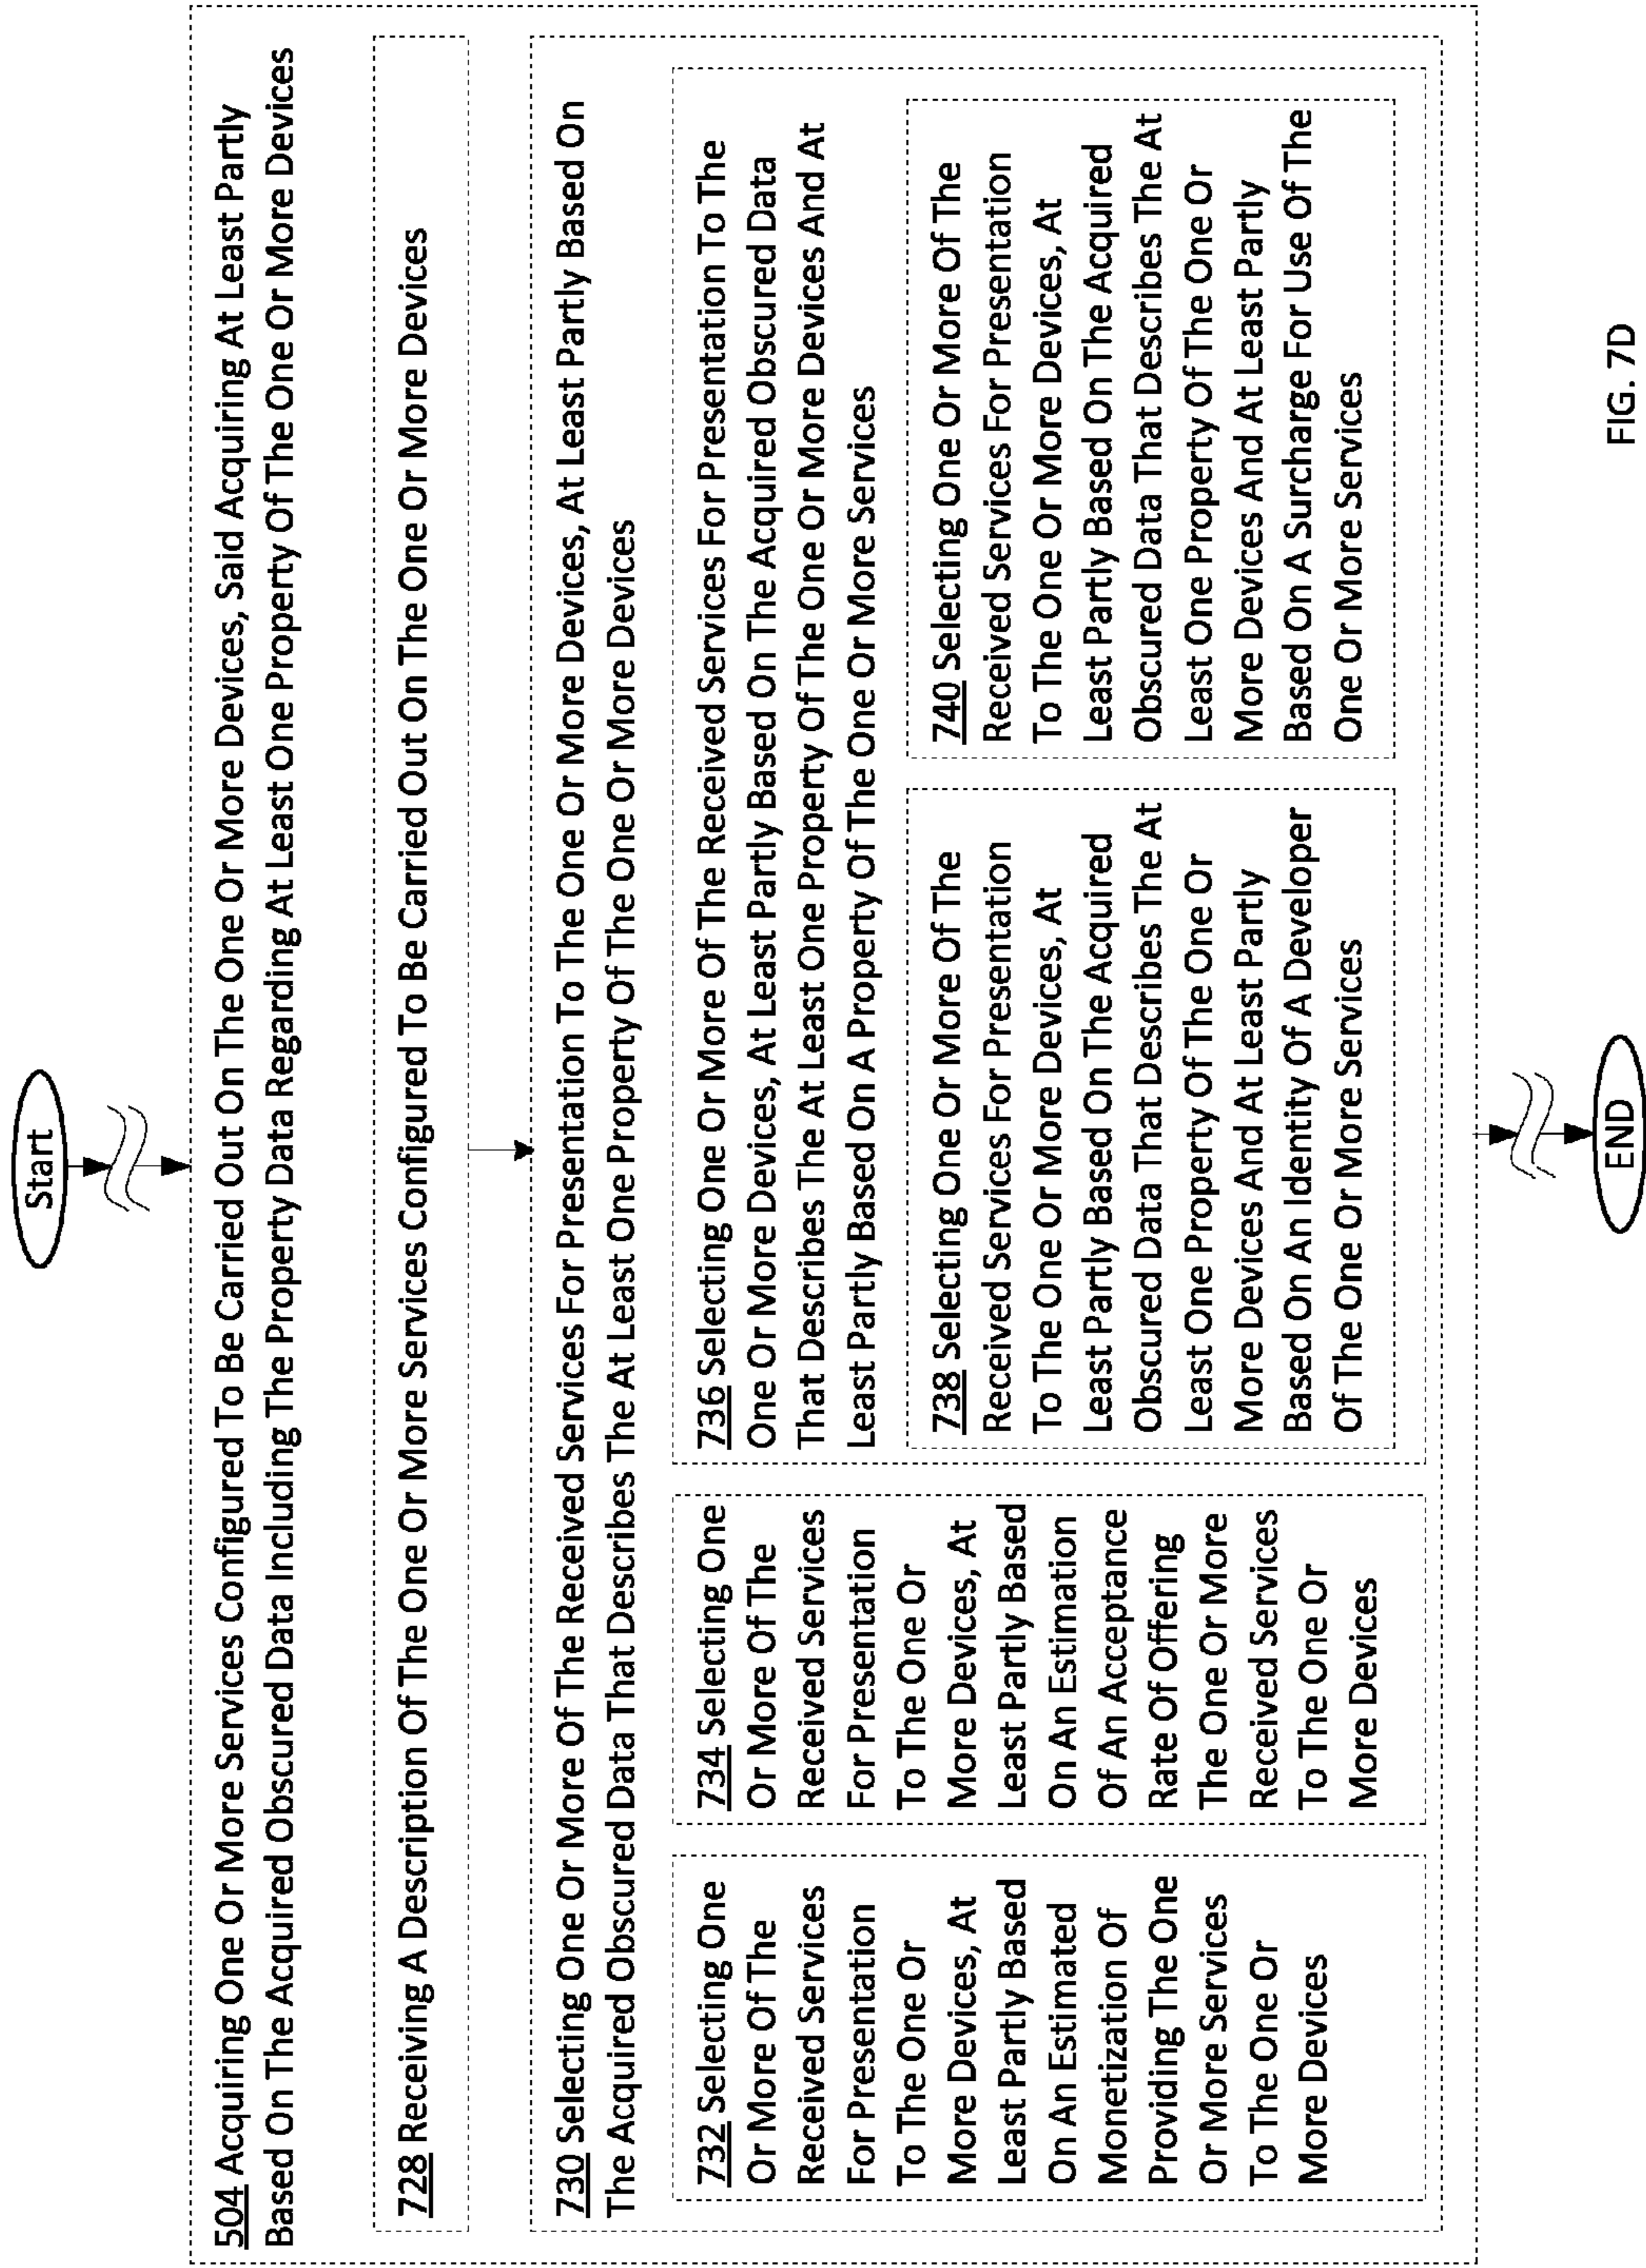 Start
504 Acquiring One Or More Services Configured To Be Carried Out On The One Or More Devices, Said Acquiring At Least Partly
Based On The Acquired Obscured Data Including The Property Data Regarding At Least One Property Of The One Or More Devices
728 Receiving A Description Of The One Or More Services Configured To Be Carried Out On The One Or More Devices
730 Selecting One Or More Of The Received Services For Presentation To The One Or More Devices, At Least Partly Based On
The Acquired Obscured Data That Describes The At Least One Property Of The One Or More Devices
732 Selecting One
Or More Of The
Received Services
For Presentation
To The One Or
More Devices, At
Least Partly Based
On An Estimated
Monetization Of
Providing The One
Or More Services
To The One Or
More Devices
734 Selecting One
Or More Of The
Received Services
For Presentation
To The One Or
More Devices, At
Least Partly Based
On An Estimation
Of An Acceptance
Rate Of Offering
The One Or More
Received Services
To The One Or
More Devices
736 Selecting One Or More Of The Received Services For Presentation To The
One Or More Devices, At Least Partly Based On The Acquired Obscured Data
That Describes The At Least One Property Of The One Or More Devices And At
Least Partly Based On A Property Of The One Or More Services
738 Selecting One Or More Of The
Received Services For Presentation
To The One Or More Devices, At
Least Partly Based On The Acquired
Obscured Data That Describes The At
Least One Property Of The One Or
More Devices And At Least Partly
Based On An Identity Of A Developer
Of The One Or More Services
740 Selecting One Or More Of The
Received Services For Presentation
To The One Or More Devices, At
Least Partly Based On The Acquired
Obscured Data That Describes The At
Least One Property Of The One Or
More Devices And At Least Partly
Based On A Surcharge For Use Of The
One Or More Services
END
FIG. 7D